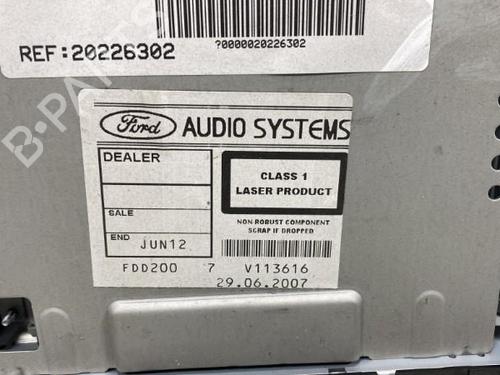 REF:20226302
?0000020226302
B-PARTS
Ford AUDIO SYSTEMS
DEALER
CLASS 1
LASER PRODUCT
SALE
NON ROBUST COMPONENT
SCRAP IF DROPPED
END JUN12
FDD200 7 V113616
29.06.2007